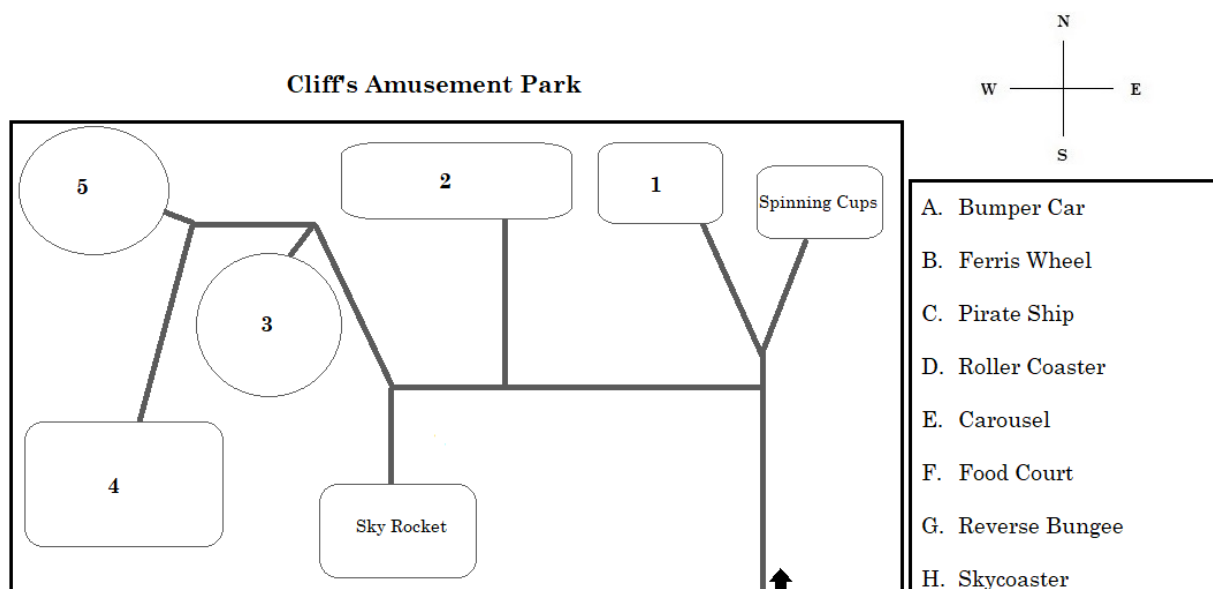 N
Cliff's Amusement Park
W E
S
5
2
1
Spinning Cups
3
4
Sky Rocket
A. Bumper Car
B. Ferris Wheel
C. Pirate Ship
D. Roller Coaster
E. Carousel
F. Food Court
G. Reverse Bungee
H. Skycoaster